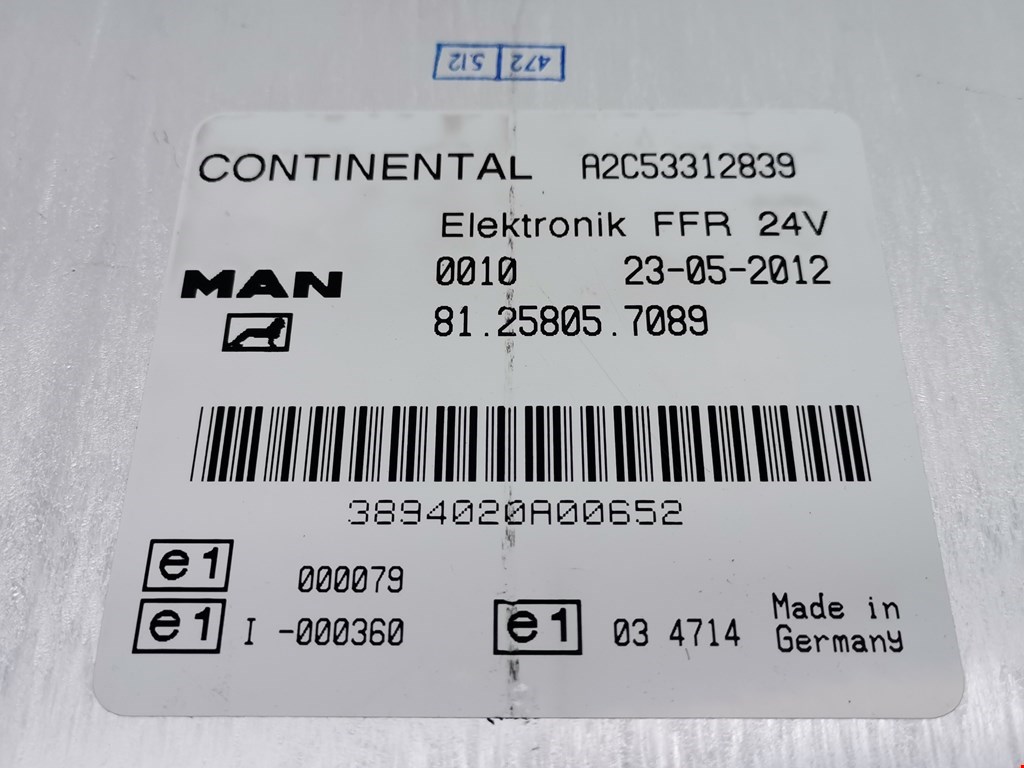 512 472
CONTINENTAL A2C53312839
Elektronik FFR 24V
MAN 0010 23-05-2012
81.25805.7089
3894020A00652
e1 000079
e1 I -000360 e1 03 4714 Made in
Germany